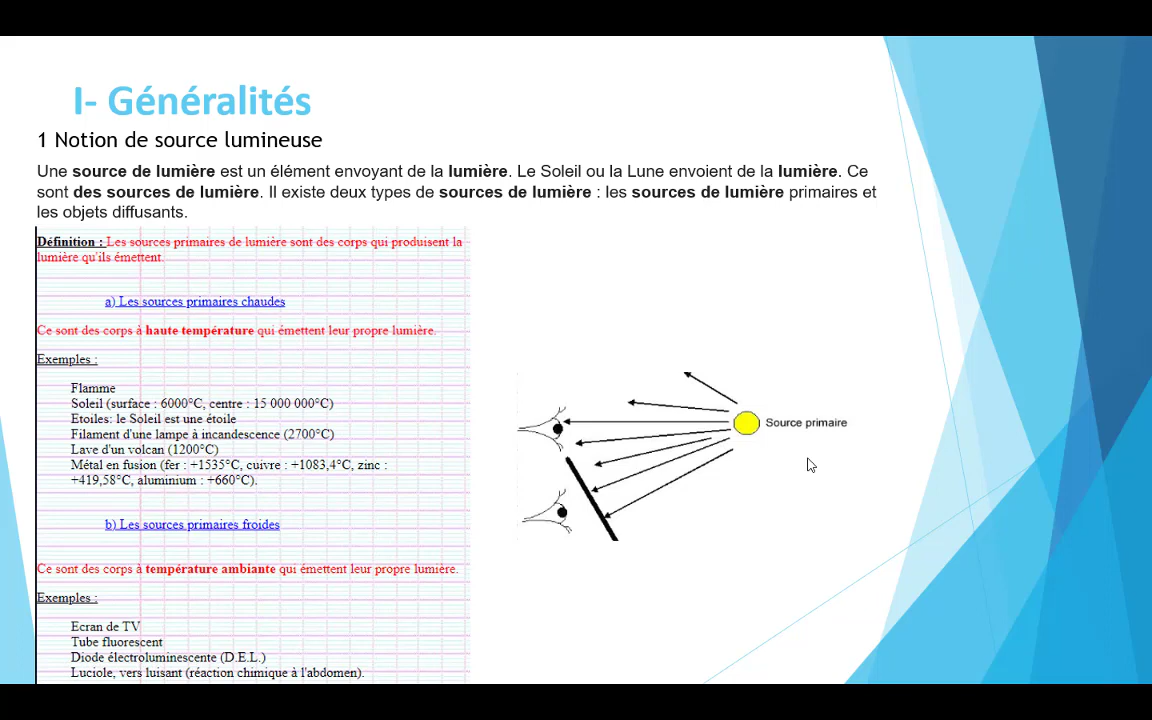 I- Généralités
1 Notion de source lumineuse
Une source de lumière est un élément envoyant de la lumière. Le Soleil ou la Lune envoient de la lumière. Ce
sont des sources de lumière. Il existe deux types de sources de lumière : les sources de lumière primaires et
les objets diffusants.
Définition : Les sources primaires de lumière sont des corps qui produisent la
lumière qu'ils émettent.
a) Les sources primaires chaudes
Ce sont des corps à haute température qui émettent leur propre lumière.
Exemples :
Flamme
Soleil (surface : 6000°C, centre : 15 000 000°C)
Etoiles: le Soleil est une étoile
Filament d'une lampe à incandescence (2700°C)
Lave d'un volcan (1200°C)
Métal en fusion (fer : +1535°C, cuivre : +1083,4°C, zinc :
+419,58°C, aluminium : +660°C).
b) Les sources primaires froides
Ce sont des corps à température ambiante qui émettent leur propre lumière.
Exemples :
Ecran de TV
Tube fluorescent
Diode électroluminescente (D.E.L.)
Luciole, vers luisant (réaction chimique à l'abdomen).
Source primaire